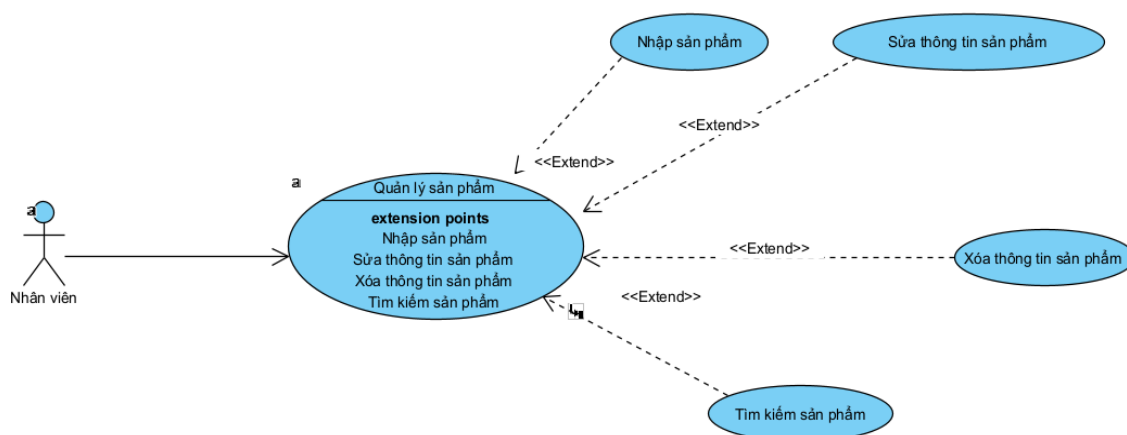 Nhập sản phẩm
Sửa thông tin sản phẩm
<<Extend>>
<<Extend>>
a
Quản lý sản phẩm
extension points
Nhập sản phẩm
Sửa thông tin sản phẩm
Xóa thông tin sản phẩm
Tìm kiếm sản phẩm
a
Nhân viên
<<Extend>>
Xóa thông tin sản phẩm
<<Extend>>
Tìm kiếm sản phẩm